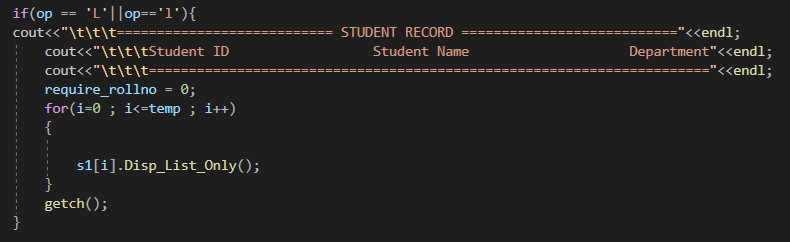 if(op == 'L'||op=='l'){
cout<<"\t\t\t=========================== STUDENT RECORD ==========================="<<endl;
    cout<<"\t\t\tStudent ID                  Student Name                    Department"<<endl;
    cout<<"\t\t\t======================================================================"<<endl;
    require_rollno = 0;
    for(i=0 ; i<=temp ; i++)
    {
        s1[i].Disp_List_Only();
    }
    getch();
}